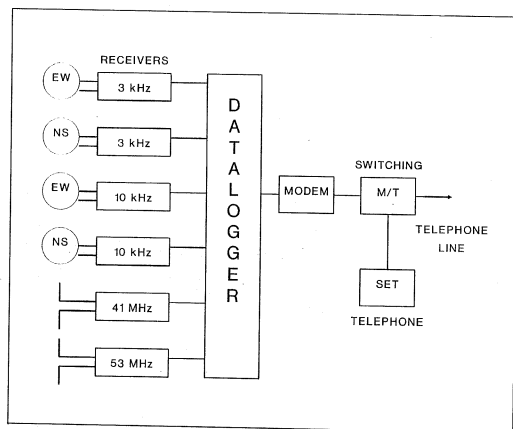 RECEIVERS
EW
3 kHz
NS
3 kHz
EW
10 kHz
NS
10 kHz
41 MHz
53 MHz
DATALOGGER
MODEM
SWITCHING
M/T
TELEPHONE
LINE
SET
TELEPHONE